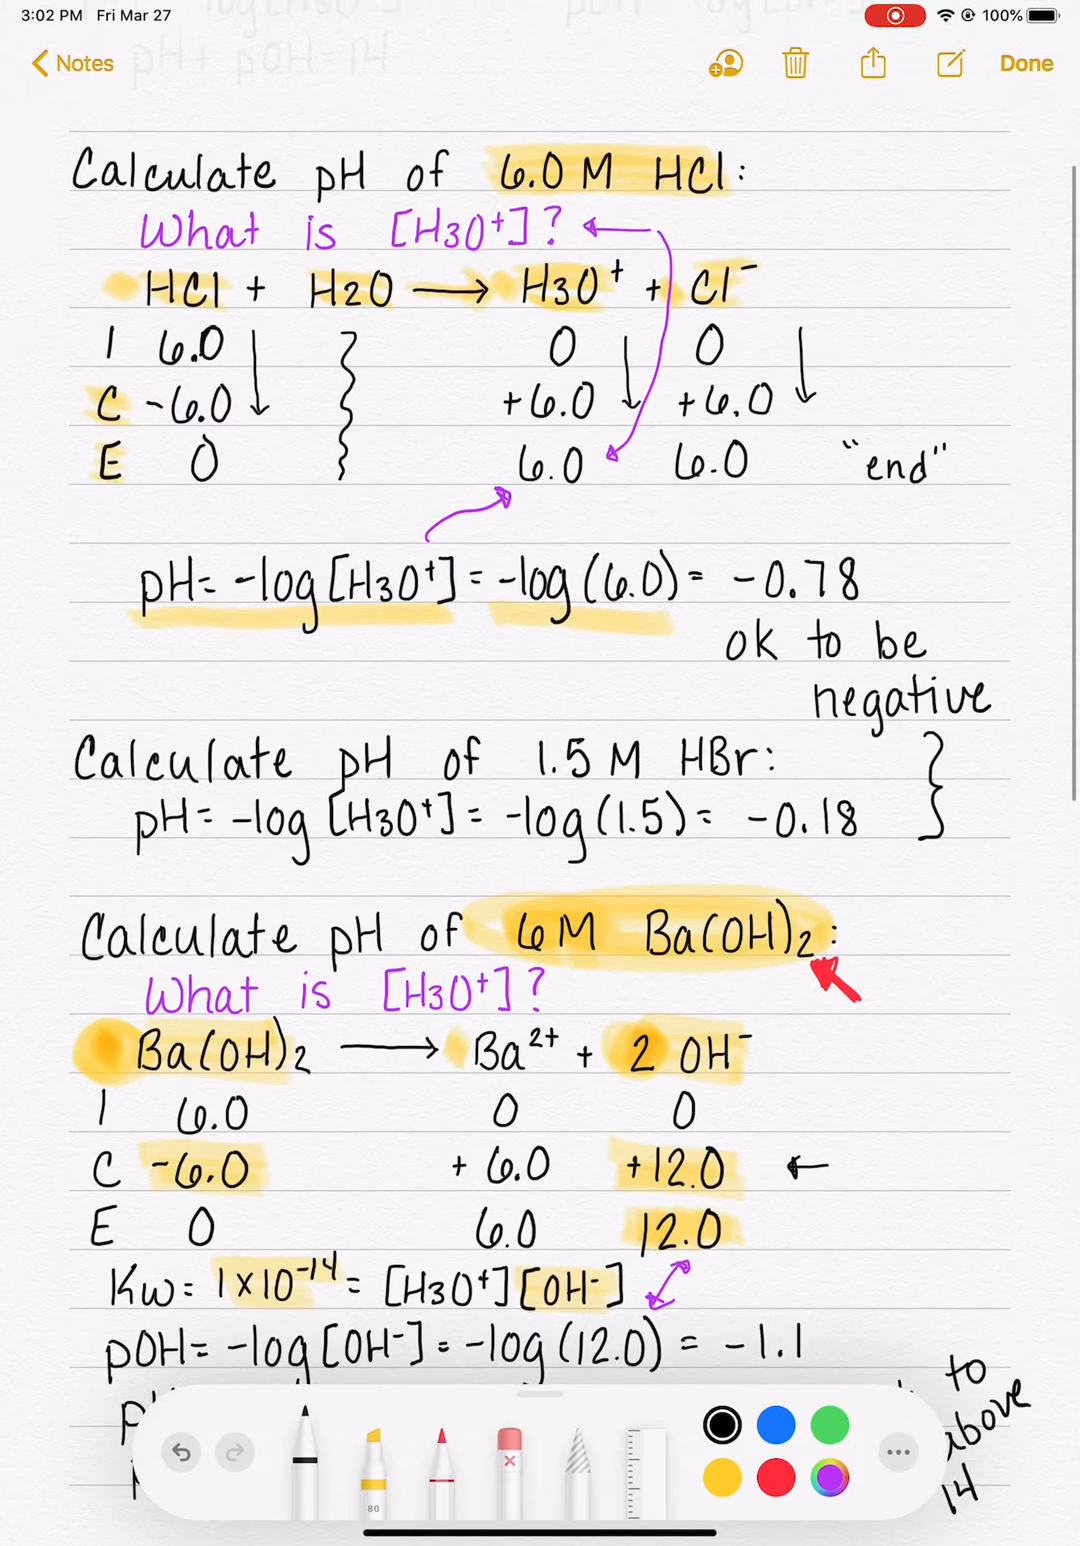 3:02 PM Fri Mar 27 100%
pH + pOH = 14
Notes Done
Calculate pH of 6.0 M HCl:
What is [H3O⁺]?
HCl + H2O → H3O⁺ + Cl⁻
I 6.0 0 0
C -6.0 +6.0 +6.0
E 0 6.0 6.0 "end"
pH = -log[H3O⁺] = -log(6.0) = -0.78
ok to be
negative
Calculate pH of 1.5 M HBr:
pH = -log [H3O⁺] = -log(1.5) = -0.18
Calculate pH of 6M Ba(OH)2:
What is [H3O⁺]?
Ba(OH)2 → Ba²⁺ + 2 OH⁻
I 6.0 0 0
C -6.0 + 6.0 +12.0 ←
E 0 6.0 12.0
Kw = 1×10⁻¹⁴ = [H3O⁺][OH⁻]
pOH = -log[OH⁻] = -log(12.0) = -1.1
to
above
14
80